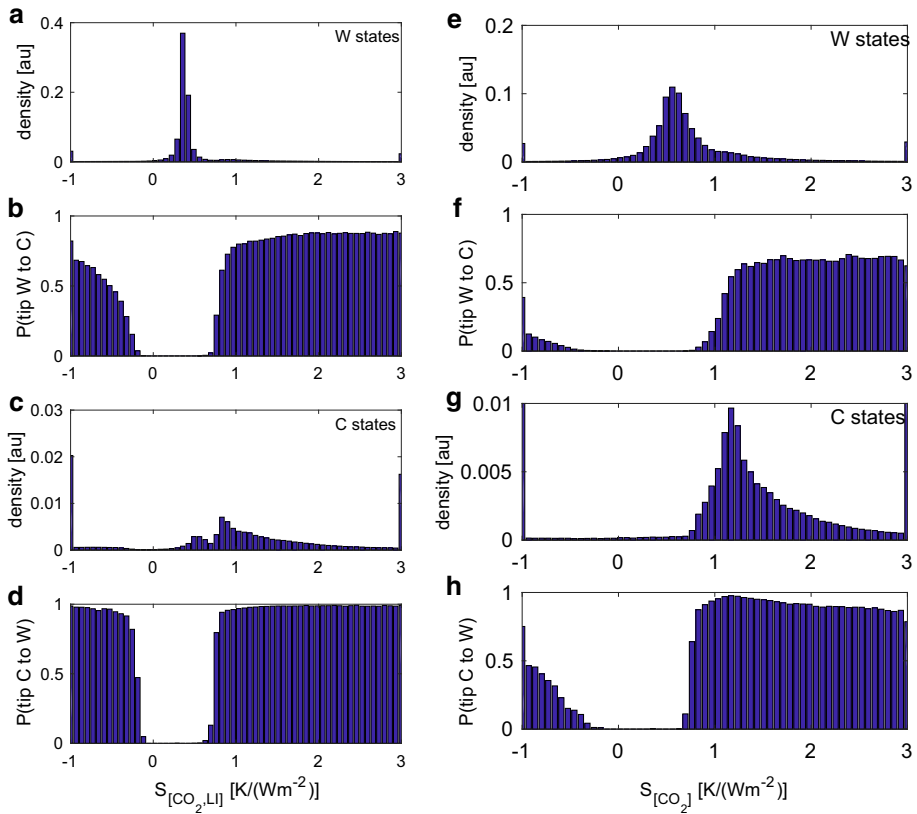 a
W states
density [au]
0.4
0.2
0
-1 0 1 2 3
b
P(tip W to C)
1
0.5
0
-1 0 1 2 3
c
C states
density [au]
0.03
0.02
0.01
0
-1 0 1 2 3
d
P(tip C to W)
1
0.5
0
-1 0 1 2 3
S[CO2,LI] [K/(Wm-2)]
e
W states
density [au]
0.2
0.1
0
-1 0 1 2 3
f
P(tip W to C)
1
0.5
0
-1 0 1 2 3
g
C states
density [au]
0.01
0.005
0
-1 0 1 2 3
h
P(tip C to W)
1
0.5
0
-1 0 1 2 3
S[CO2] [K/(Wm-2)]